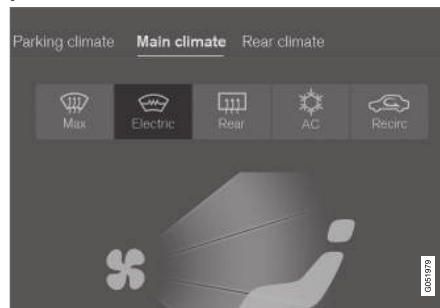 Parking climate Main climate Rear climate
Max Electric Rear AC Recirc
G051979